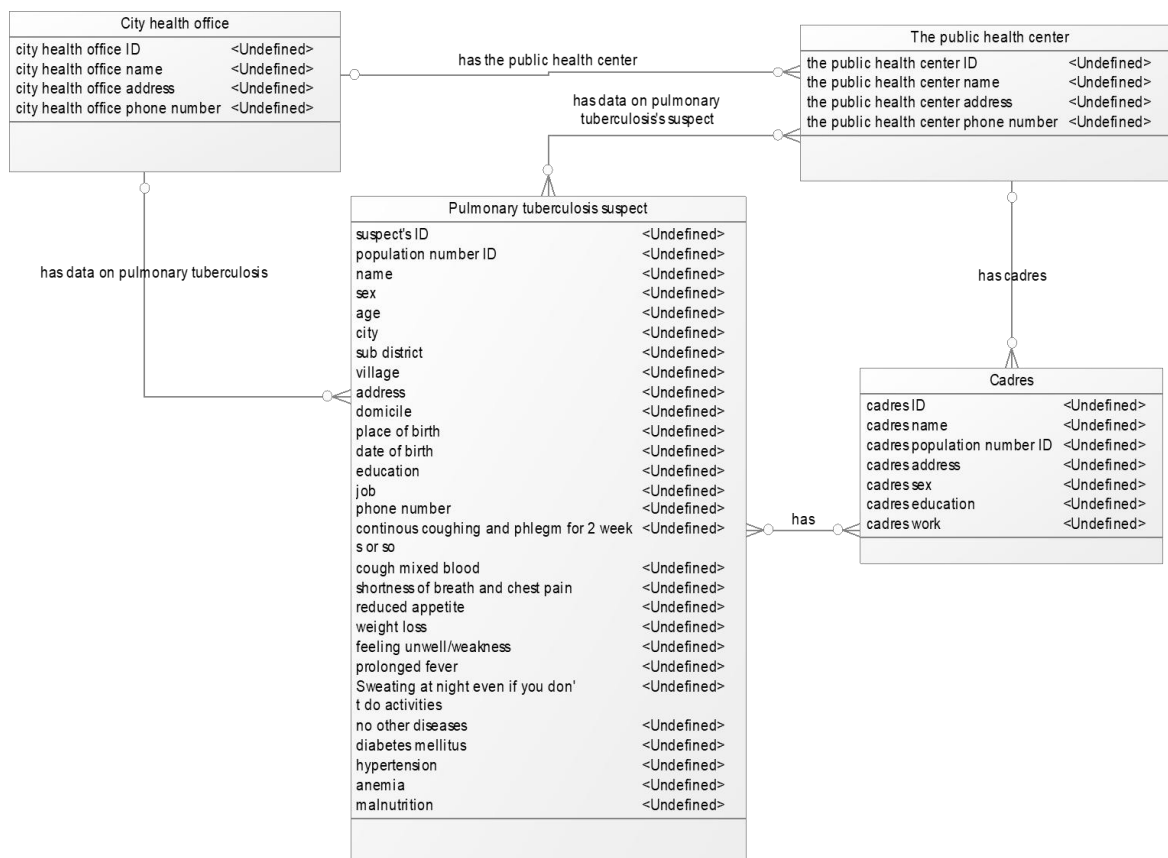 City health office
city health office ID <Undefined>
city health office name <Undefined>
city health office address <Undefined>
city health office phone number <Undefined>
has the public health center
The public health center
the public health center ID <Undefined>
the public health center name <Undefined>
the public health center address <Undefined>
the public health center phone number <Undefined>
has data on pulmonary
tuberculosis's suspect
has data on pulmonary tuberculosis
Pulmonary tuberculosis suspect
suspect's ID <Undefined>
population number ID <Undefined>
name <Undefined>
sex <Undefined>
age <Undefined>
city <Undefined>
sub district <Undefined>
village <Undefined>
address <Undefined>
domicile <Undefined>
place of birth <Undefined>
date of birth <Undefined>
education <Undefined>
job <Undefined>
phone number <Undefined>
continous coughing and phlegm for 2 week <Undefined>
s or so
cough mixed blood <Undefined>
shortness of breath and chest pain <Undefined>
reduced appetite <Undefined>
weight loss <Undefined>
feeling unwell/weakness <Undefined>
prolonged fever <Undefined>
Sweating at night even if you don' <Undefined>
t do activities
no other diseases <Undefined>
diabetes mellitus <Undefined>
hypertension <Undefined>
anemia <Undefined>
malnutrition <Undefined>
has cadres
has
Cadres
cadres ID <Undefined>
cadres name <Undefined>
cadres population number ID <Undefined>
cadres address <Undefined>
cadres sex <Undefined>
cadres education <Undefined>
cadres work <Undefined>